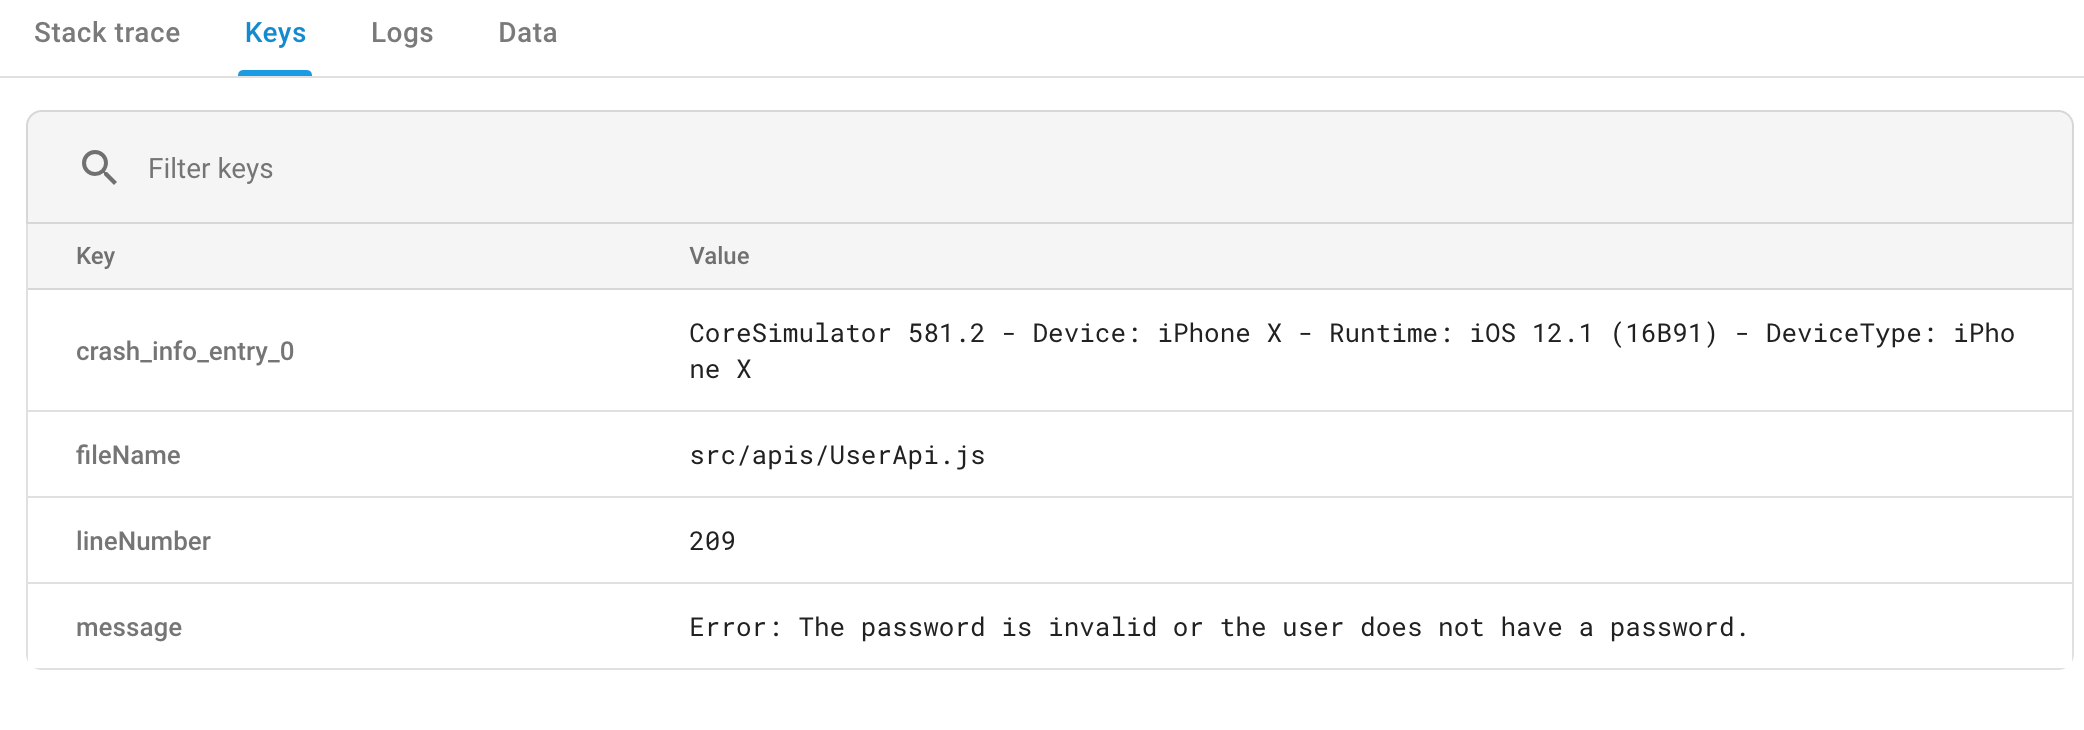 Stack trace Keys Logs Data
Filter keys
Key Value
crash_info_entry_0 CoreSimulator 581.2 - Device: iPhone X - Runtime: iOS 12.1 (16B91) - DeviceType: iPho
ne X
fileName src/apis/UserApi.js
lineNumber 209
message Error: The password is invalid or the user does not have a password.